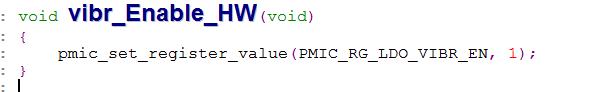 : void vibr_Enable_HW(void)
: {
:     pmic_set_register_value(PMIC_RG_LDO_VIBR_EN, 1);
: }
: